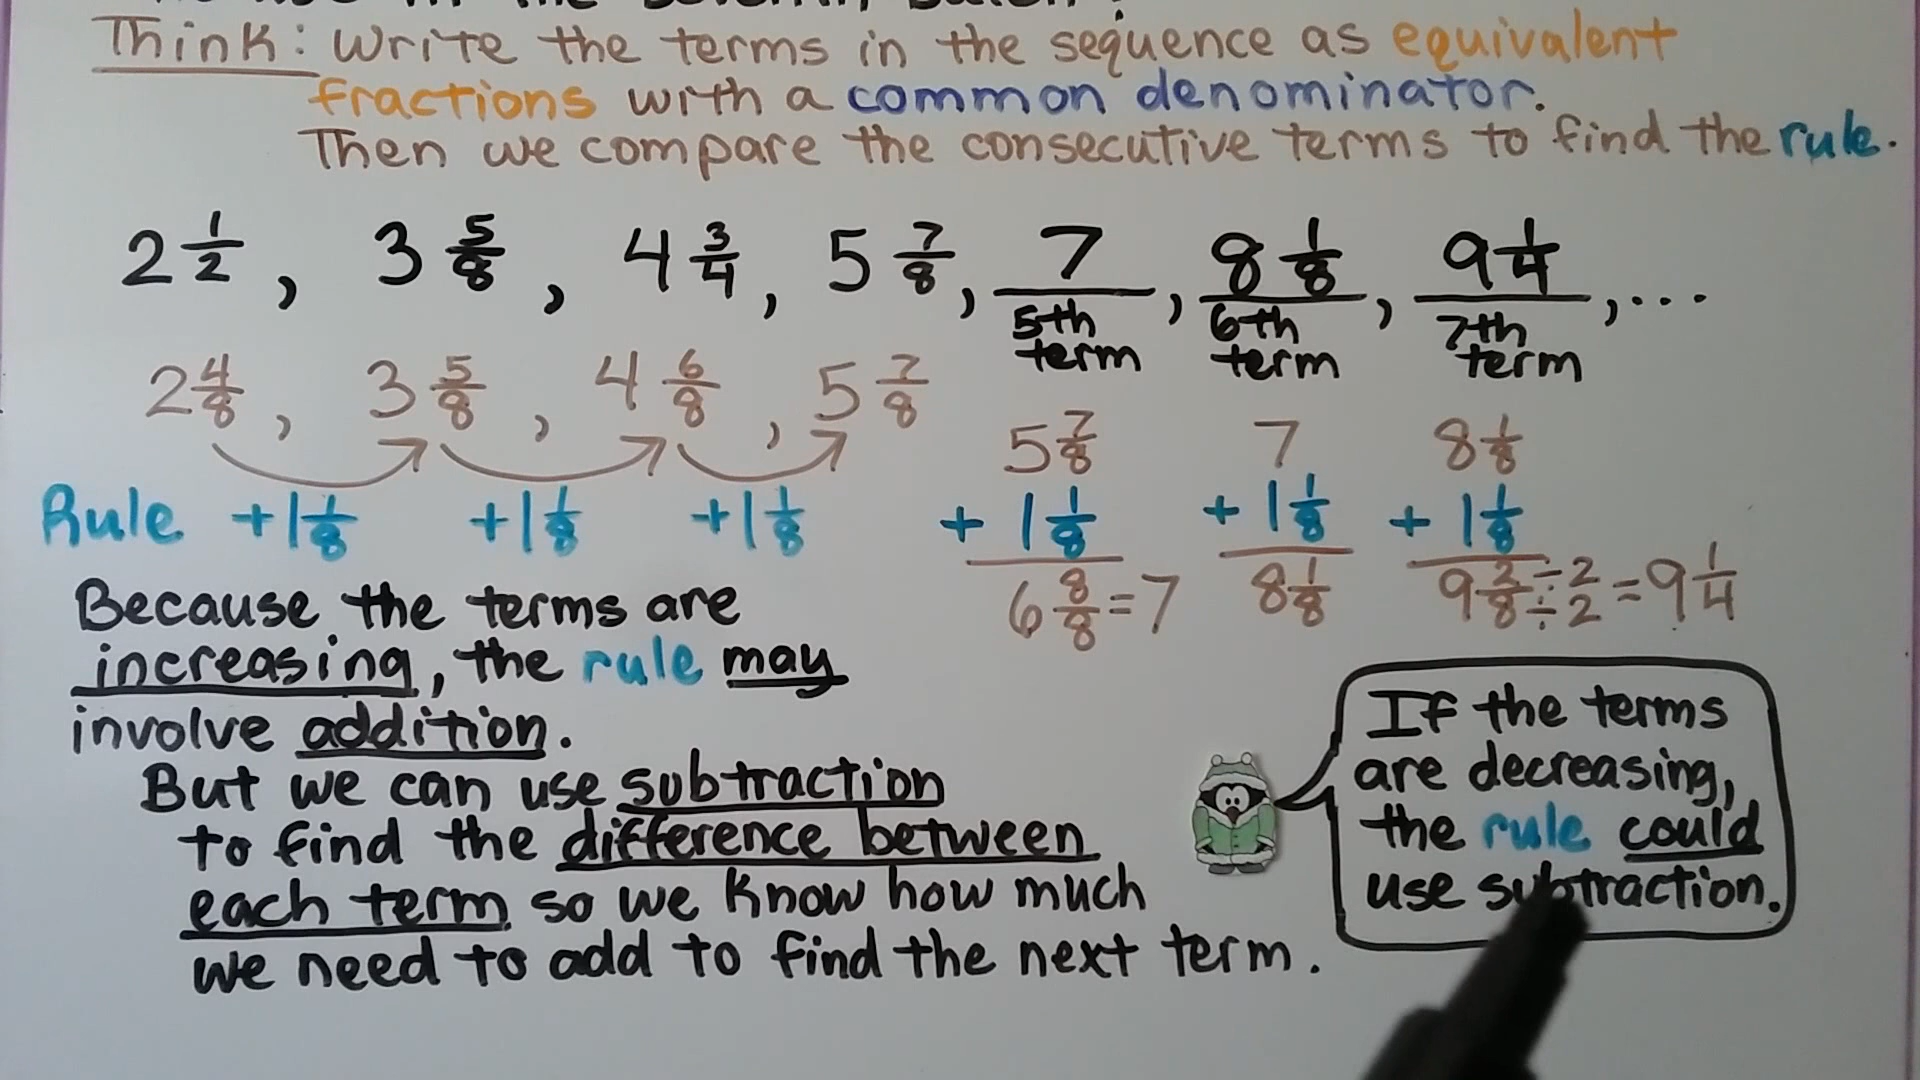 Think: Write the terms in the sequence as equivalent
fractions with a common denominator.
Then we compare the consecutive terms to find the rule.
2 1/2, 3 5/8, 4 3/4, 5 7/8, 7, 8 1/8, 9 1/4, ...
5th term 6th term 7th term
2 4/8, 3 5/8, 4 6/8, 5 7/8
5 7/8 7 8 1/8
Rule +1 1/8 +1 1/8 +1 1/8
+ 1 1/8 + 1 1/8 + 1 1/8
6 8/8 = 7 8 1/8 9 2/8 ÷ 2/÷ 2 = 9 1/4
Because the terms are
increasing, the rule may
involve addition.
But we can use subtraction
to find the difference between
each term so we know how much
we need to add to find the next term.
If the terms
are decreasing,
the rule could
use subtraction.